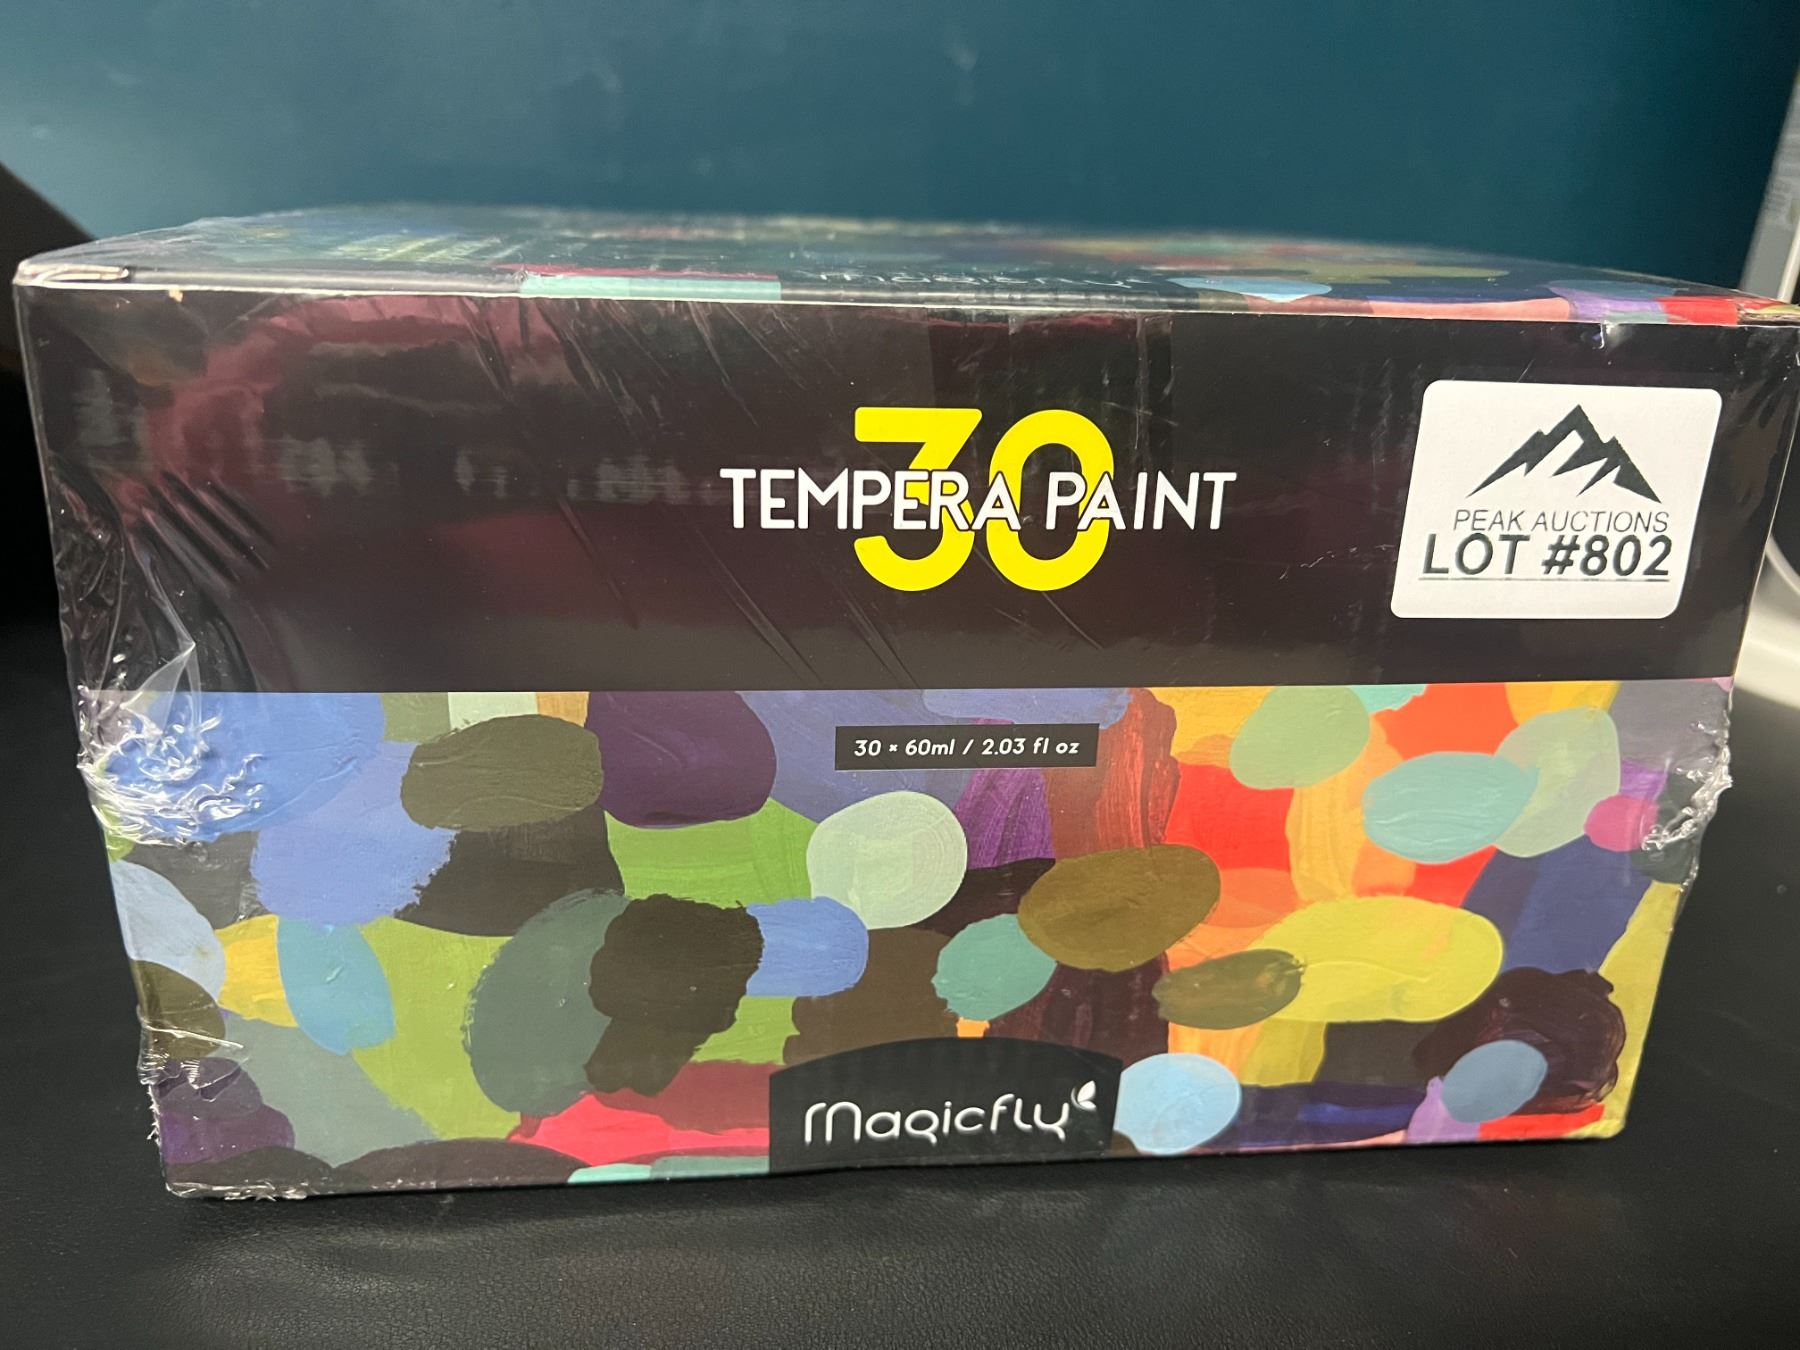 30
TEMPERA PAINT
PEAK AUCTIONS
LOT #802
30 × 60ml / 2.03 fl oz
Magicfly